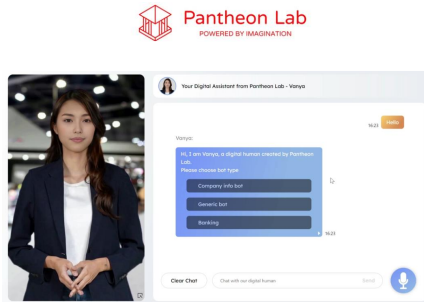 Pantheon Lab
POWERED BY IMAGINATION
Your Digital Assistant from Pantheon Lab - Vanya
14:23
Hello
Vanya:
Hi, I am Vanya, a digital human created by Pantheon
Lab.
Please choose bot type
Company info bot
Generic bot
Banking
14:23
Clear Chat
Chat with our digital human
Send